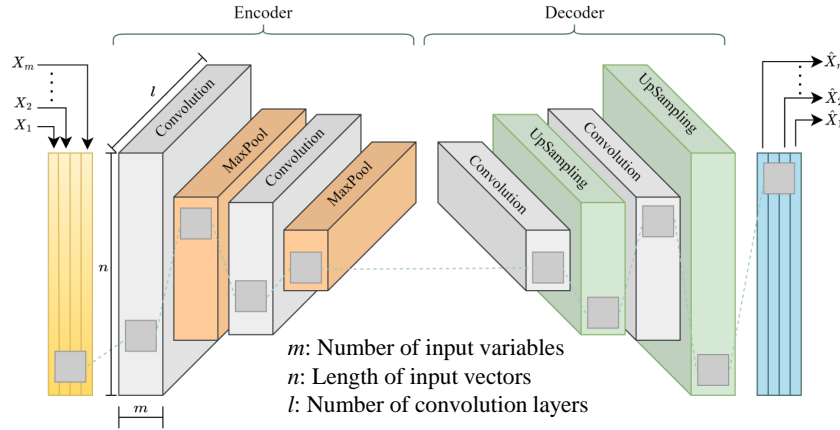 Encoder
Decoder
X_m
X_2
X_1
l
Convolution
MaxPool
Convolution
MaxPool
Convolution
UpSampling
Convolution
UpSampling
X̂_2
X̂_1
n
m
m: Number of input variables
n: Length of input vectors
l: Number of convolution layers